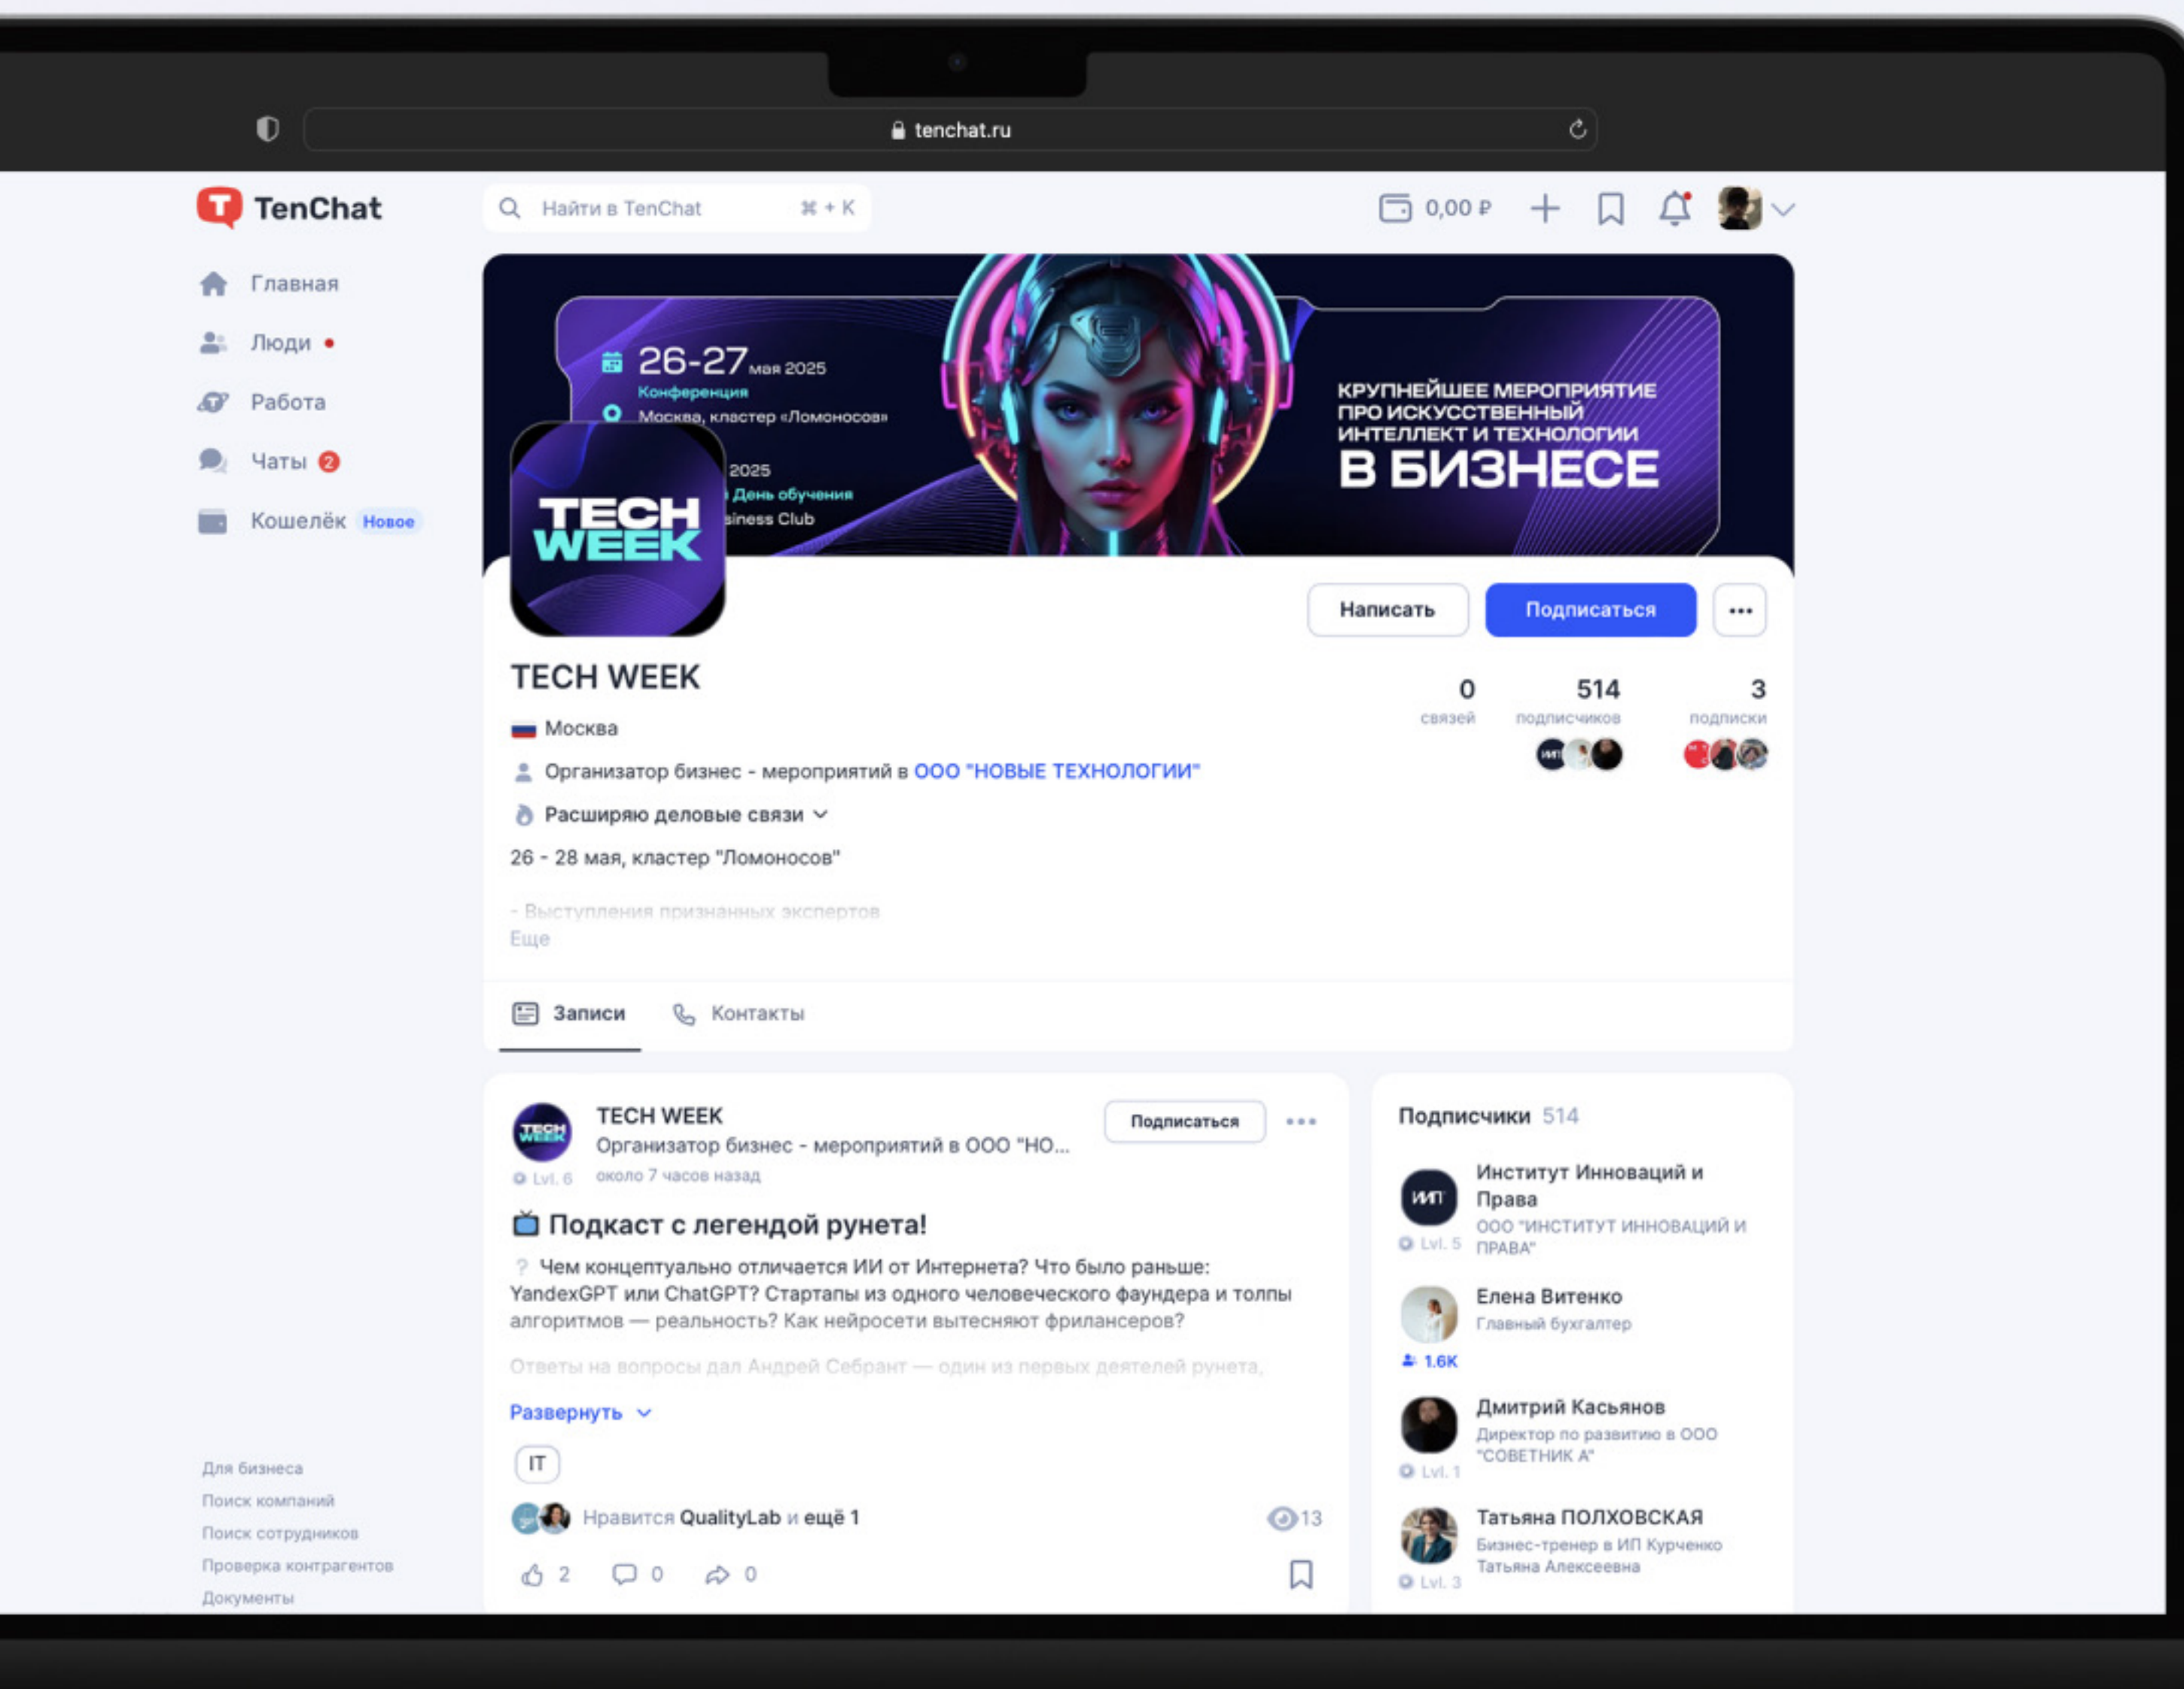 tenchat.ru
TenChat
Найти в TenChat
⌘ + K
0,00 ₽
Главная
Люди
Работа
Чаты 2
Кошелёк Новое
26-27 мая 2025
Конференция
Москва, кластер «Ломоносов»
2025
День обучения
Club
КРУПНЕЙШЕЕ МЕРОПРИЯТИЕ
ПРО ИСКУССТВЕННЫЙ
ИНТЕЛЛЕКТ И ТЕХНОЛОГИИ
В БИЗНЕСЕ
TECH
WEEK
Написать
Подписаться
TECH WEEK
0
связей
514
подписчиков
3
подписки
Москва
Организатор бизнес - мероприятий в ООО "НОВЫЕ ТЕХНОЛОГИИ"
Расширяю деловые связи
26 - 28 мая, кластер "Ломоносов"
- Выступления признанных экспертов
Еще
Записи
Контакты
TECH WEEK
TECH WEEK
Организатор бизнес - мероприятий в ООО "НО...
Lvl. 6
около 7 часов назад
Подписаться
Подкаст с легендой рунета!
? Чем концептуально отличается ИИ от Интернета? Что было раньше:
YandexGPT или ChatGPT? Стартапы из одного человеческого фаундера и толпы
алгоритмов — реальность? Как нейросети вытесняют фрилансеров?
Ответы на вопросы дал Андрей Себрант — один из первых деятелей рунета,
Развернуть
IT
Нравится QualityLab и ещё 1
13
2
0
0
Подписчики 514
Институт Инноваций и
Права
ООО "ИНСТИТУТ ИННОВАЦИЙ И
ПРАВА"
ИИП
Lvl. 5
Елена Витенко
Главный бухгалтер
1.6K
Дмитрий Касьянов
Директор по развитию в ООО
"СОВЕТНИК А"
Lvl. 1
Татьяна ПОЛХОВСКАЯ
Бизнес-тренер в ИП Курченко
Татьяна Алексеевна
Lvl. 3
Для бизнеса
Поиск компаний
Поиск сотрудников
Проверка контрагентов
Документы